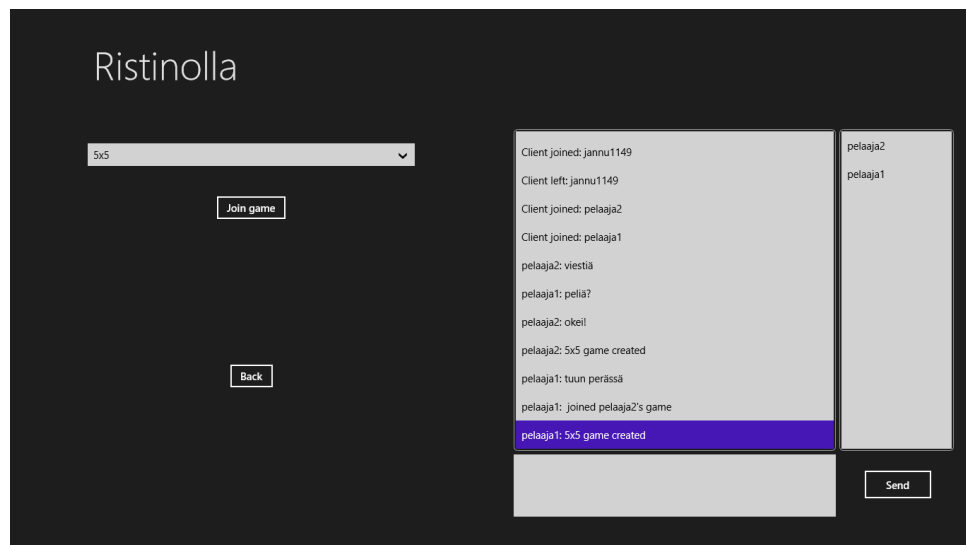 Ristinolla
5x5
Join game
Back
Client joined: jannu1149
Client left: jannu1149
Client joined: pelaaja2
Client joined: pelaaja1
pelaaja2: viestiä
pelaaja1: peliä?
pelaaja2: okei!
pelaaja2: 5x5 game created
pelaaja1: tuun perässä
pelaaja1:  joined pelaaja2's game
pelaaja1: 5x5 game created
pelaaja2
pelaaja1
Send